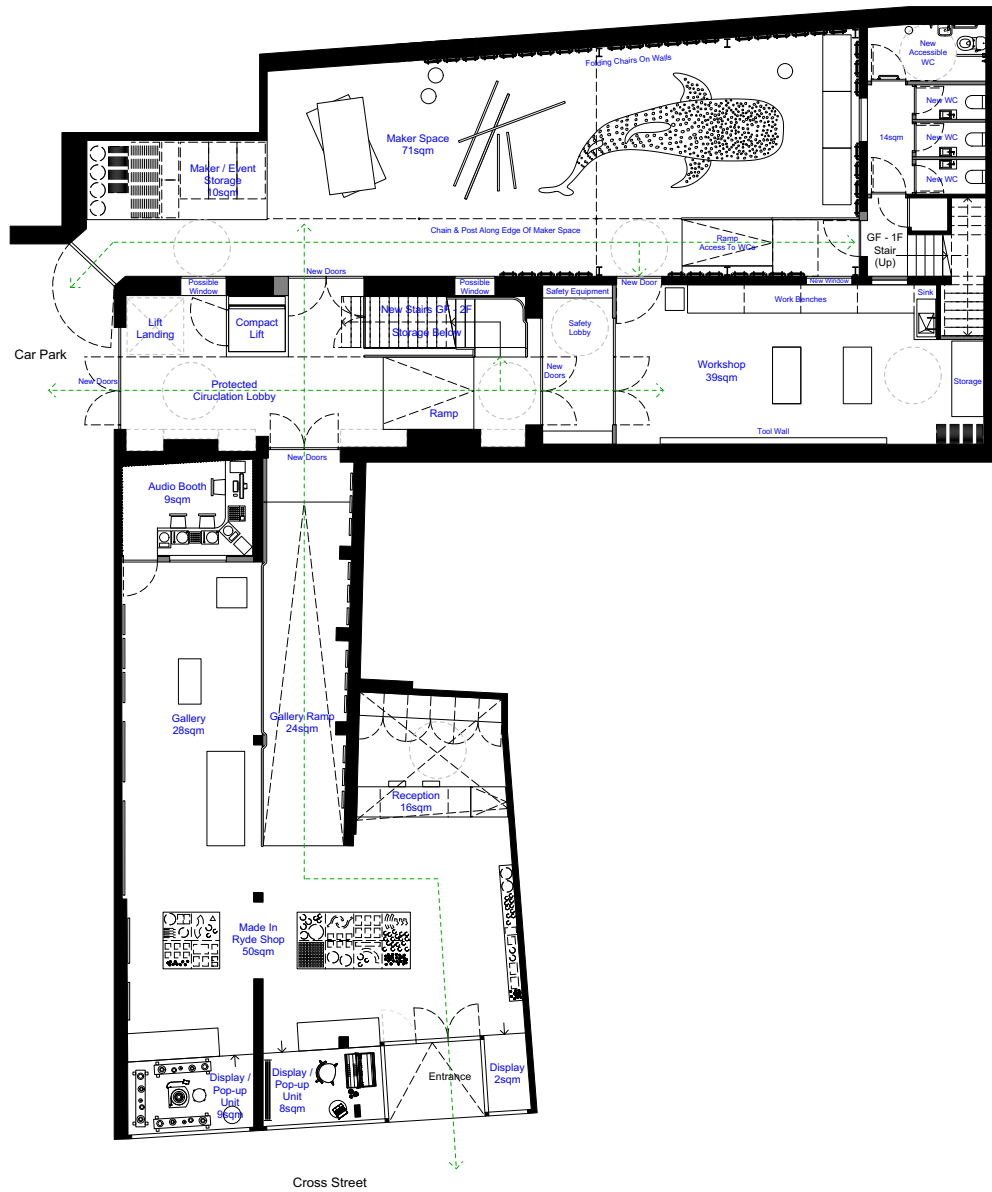 New
Accessible
WC
Folding Chairs On Walls
New WC
Maker Space
71sqm
14sqm
New WC
Maker / Event
Storage
10sqm
New WC
Chain & Post Along Edge Of Maker Space
Ramp
Access To WCs
GF - 1F
Stair
(Up)
New Doors
Possible
Window
Possible
Window
New Door
New Window
Safety Equipment
Work Benches
Sink
Lift
Landing
Compact
Lift
New Stairs GF - 2F
Storage Below
Safety
Lobby
Car Park
New Doors
Protected
Ciruclation Lobby
Ramp
New
Doors
Workshop
39sqm
Storage
Tool Wall
New Doors
Audio Booth
9sqm
Gallery
28sqm
Gallery Ramp
24sqm
Reception
16sqm
Made In
Ryde Shop
50sqm
Display /
Pop-up
Unit
9sqm
Display /
Pop-up
Unit
8sqm
Entrance
Display
2sqm
Cross Street